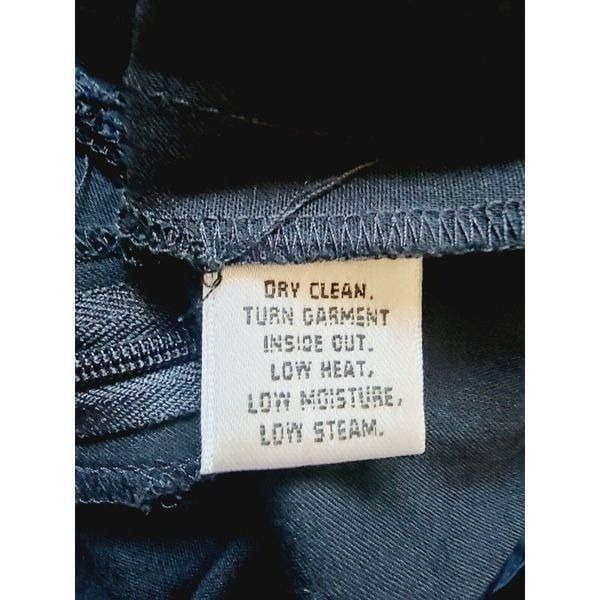 DRY CLEAN.
TURN GARMENT
INSIDE OUT.
LOW HEAT,
LOW MOISTURE,
LOW STEAM.